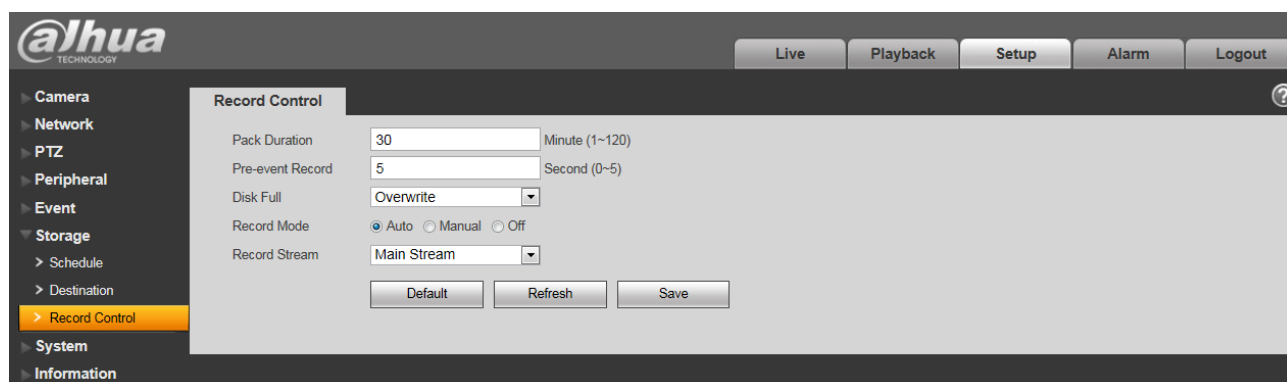 alhua
TECHNOLOGY
Live Playback Setup Alarm Logout
Camera
Network
PTZ
Peripheral
Event
Storage
> Schedule
> Destination
> Record Control
System
Information
Record Control
Pack Duration 30 Minute (1~120)
Pre-event Record 5 Second (0~5)
Disk Full Overwrite
Record Mode Auto Manual Off
Record Stream Main Stream
Default Refresh Save
?